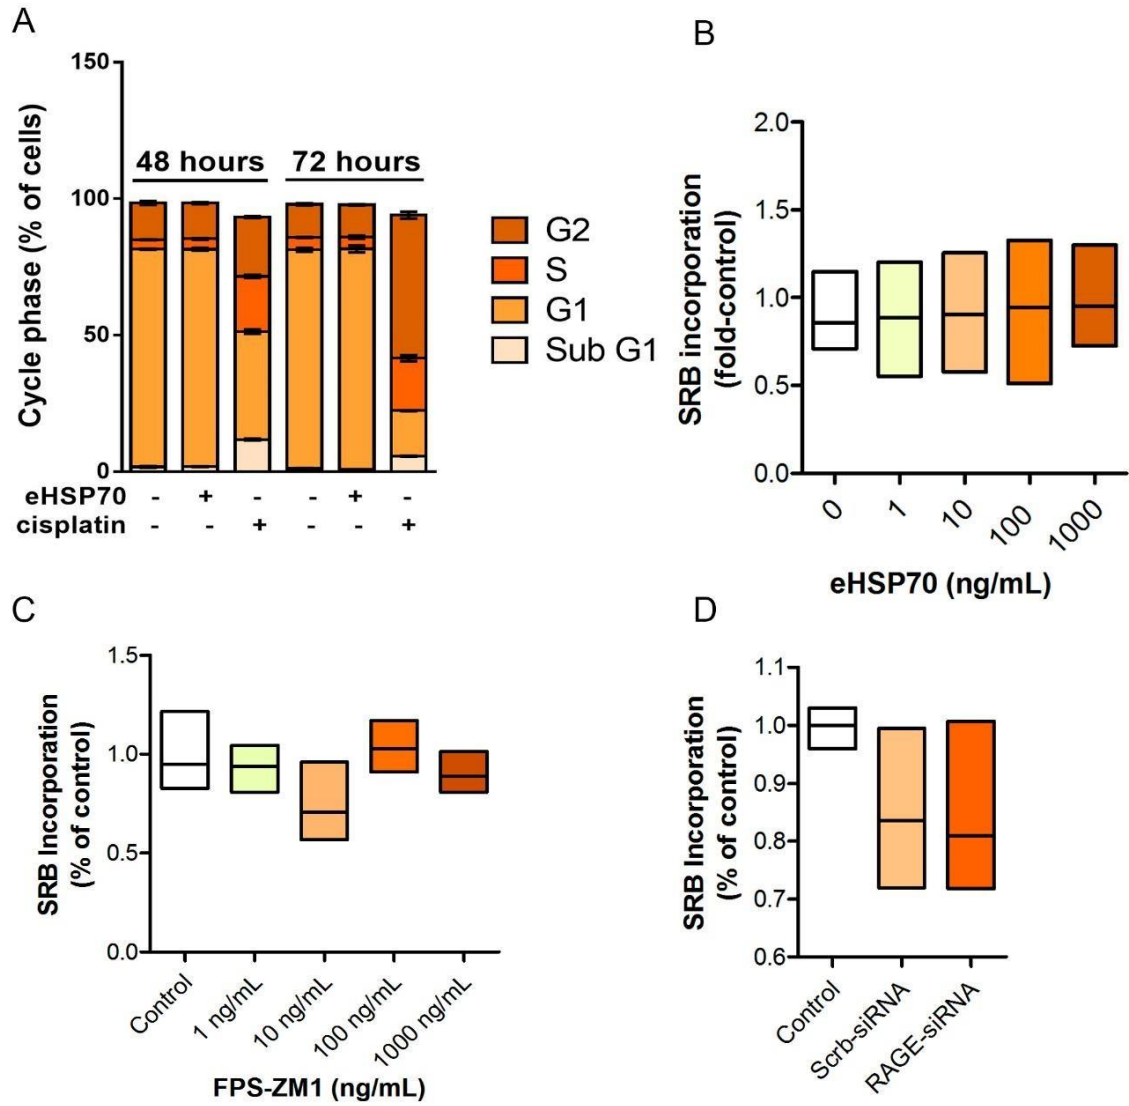 A
150
100
50
0
Cycle phase (% of cells)
48 hours 72 hours
G2
S
G1
Sub G1
eHSP70 - + - - + -
cisplatin - - + - - +
B
2.0
1.5
1.0
0.5
0.0
SRB incorporation
(fold-control)
0 1 10 100 1000
eHSP70 (ng/mL)
C
1.5
1.0
0.5
0.0
SRB Incorporation
(% of control)
Control 1 ng/mL 10 ng/mL 100 ng/mL 1000 ng/mL
FPS-ZM1 (ng/mL)
D
1.1
1.0
0.9
0.8
0.7
0.6
SRB Incorporation
(% of control)
Control Scrb-siRNA RAGE-siRNA